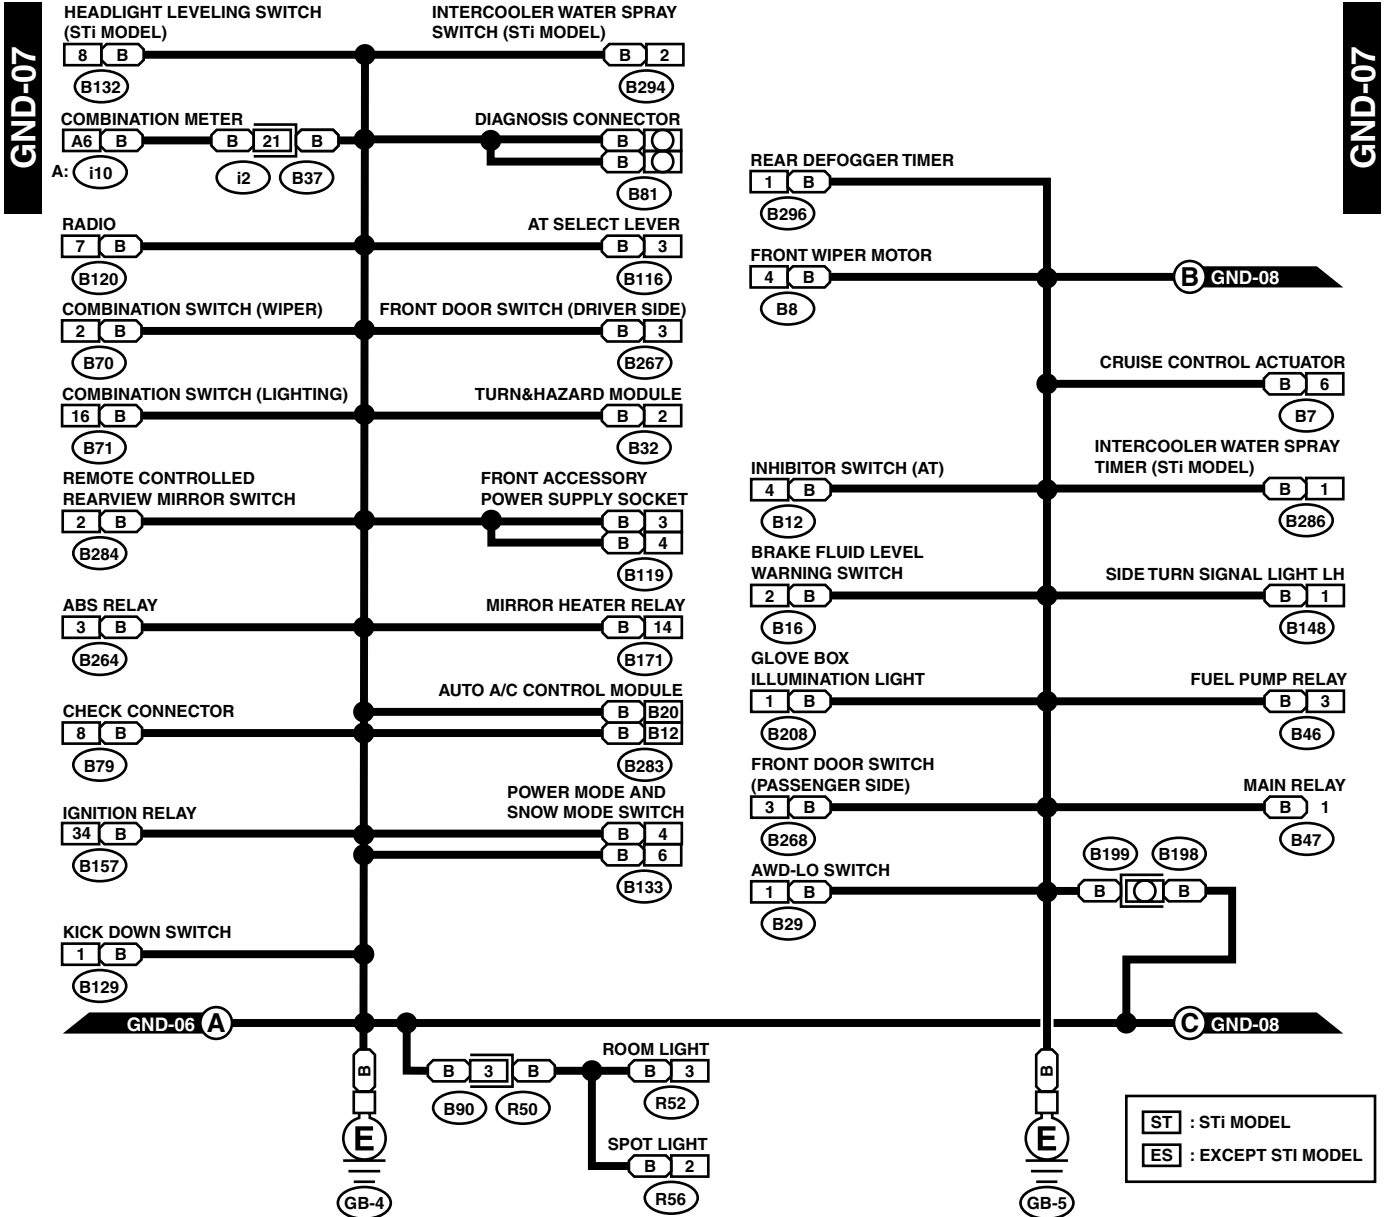 GND-07
HEADLIGHT LEVELING SWITCH
(STi MODEL)
8 B
B132
COMBINATION METER
A6 B B 21 B
A: i10 i2 B37
RADIO
7 B
B120
COMBINATION SWITCH (WIPER)
2 B
B70
COMBINATION SWITCH (LIGHTING)
16 B
B71
REMOTE CONTROLLED
REARVIEW MIRROR SWITCH
2 B
B284
ABS RELAY
3 B
B264
CHECK CONNECTOR
8 B
B79
IGNITION RELAY
34 B
B157
KICK DOWN SWITCH
1 B
B129
GND-06 A
INTERCOOLER WATER SPRAY
SWITCH (STi MODEL)
B 2
B294
DIAGNOSIS CONNECTOR
B
B
B81
AT SELECT LEVER
B 3
B116
FRONT DOOR SWITCH (DRIVER SIDE)
B 3
B267
TURN&HAZARD MODULE
B 2
B32
FRONT ACCESSORY
POWER SUPPLY SOCKET
B 3
B 4
B119
MIRROR HEATER RELAY
B 14
B171
AUTO A/C CONTROL MODULE
B B20
B B12
B283
POWER MODE AND
SNOW MODE SWITCH
B 4
B 6
B133
B
E
GB-4
B 3 B
B90 R50
ROOM LIGHT
B 3
R52
SPOT LIGHT
B 2
R56
REAR DEFOGGER TIMER
1 B
B296
FRONT WIPER MOTOR
4 B
B8
INHIBITOR SWITCH (AT)
4 B
B12
BRAKE FLUID LEVEL
WARNING SWITCH
2 B
B16
GLOVE BOX
ILLUMINATION LIGHT
1 B
B208
FRONT DOOR SWITCH
(PASSENGER SIDE)
3 B
B268
AWD-LO SWITCH
1 B
B29
GND-07
B GND-08
CRUISE CONTROL ACTUATOR
B 6
B7
INTERCOOLER WATER SPRAY
TIMER (STi MODEL)
B 1
B286
SIDE TURN SIGNAL LIGHT LH
B 1
B148
FUEL PUMP RELAY
B 3
B46
MAIN RELAY
B 1
B47
B199 B198
B B
C GND-08
B
E
GB-5
ST : STi MODEL
ES : EXCEPT STI MODEL